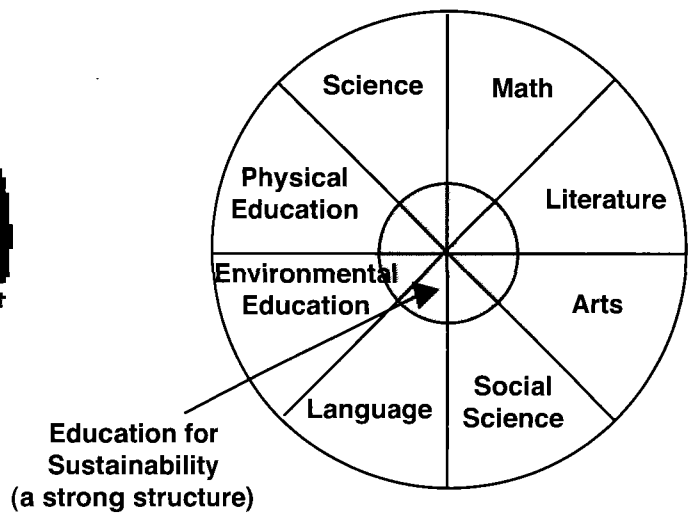 Science
Math
Physical
Education
Literature
Environmental
Education
Arts
Language
Social
Science
Education for
Sustainability
(a strong structure)